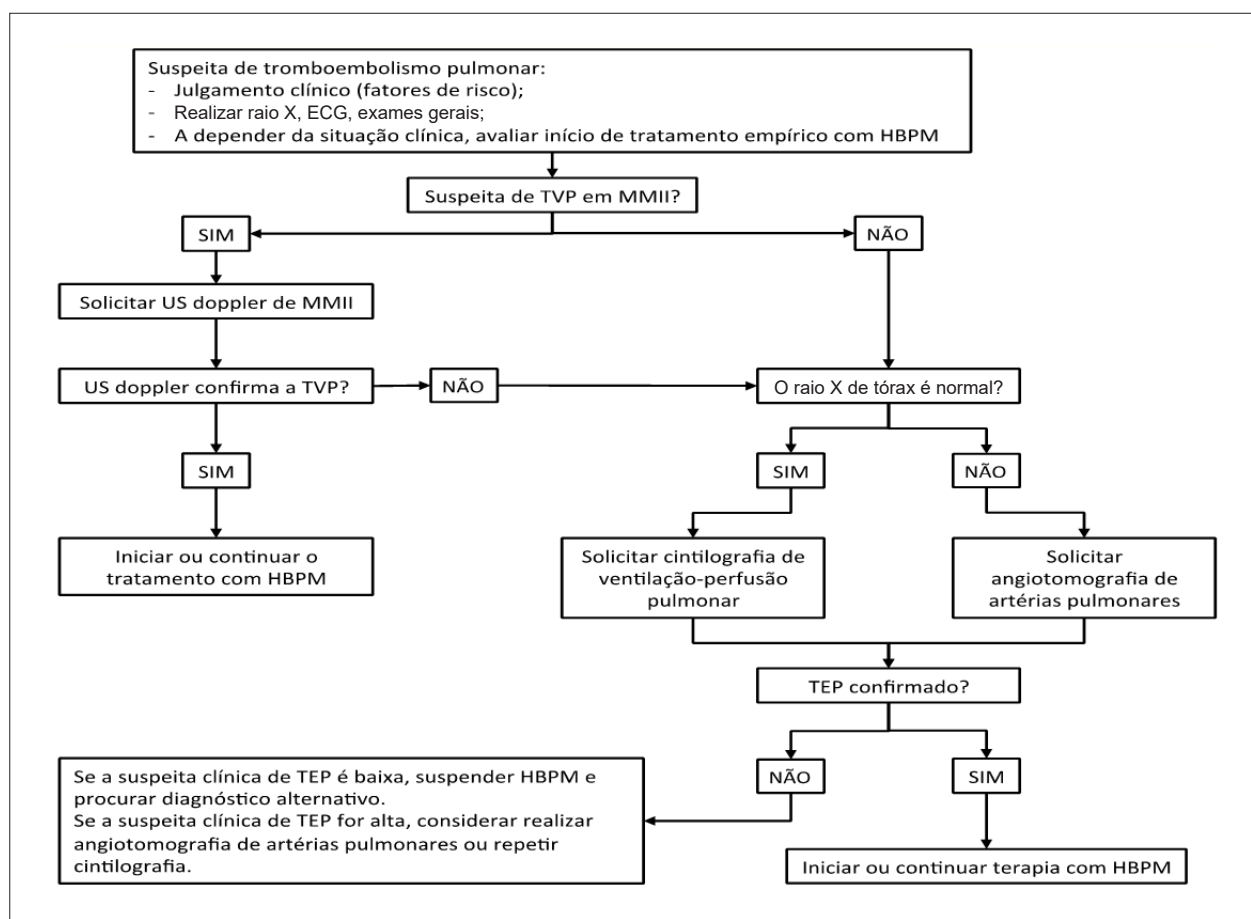 Suspeita de tromboembolismo pulmonar:
- Julgamento clínico (fatores de risco);
- Realizar raio X, ECG, exames gerais;
- A depender da situação clínica, avaliar início de tratamento empírico com HBPM
Suspeita de TVP em MMII?
SIM
NÃO
Solicitar US doppler de MMII
US doppler confirma a TVP?
NÃO
O raio X de tórax é normal?
SIM
SIM
NÃO
Iniciar ou continuar o
tratamento com HBPM
Solicitar cintilografia de
ventilação-perfusão
pulmonar
Solicitar
angiotomografia de
artérias pulmonares
TEP confirmado?
NÃO
SIM
Se a suspeita clínica de TEP é baixa, suspender HBPM e
procurar diagnóstico alternativo.
Se a suspeita clínica de TEP for alta, considerar realizar
angiotomografia de artérias pulmonares ou repetir
cintilografia.
Iniciar ou continuar terapia com HBPM